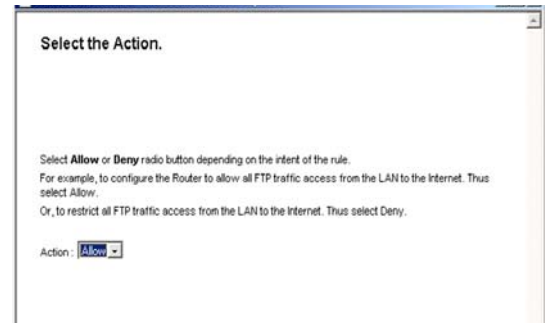 Select the Action.
Select Allow or Deny radio button depending on the intent of the rule.
For example, to configure the Router to allow all FTP traffic access from the LAN to the Internet. Thus
select Allow.
Or, to restrict all FTP traffic access from the LAN to the Internet. Thus select Deny.
Action : Allow